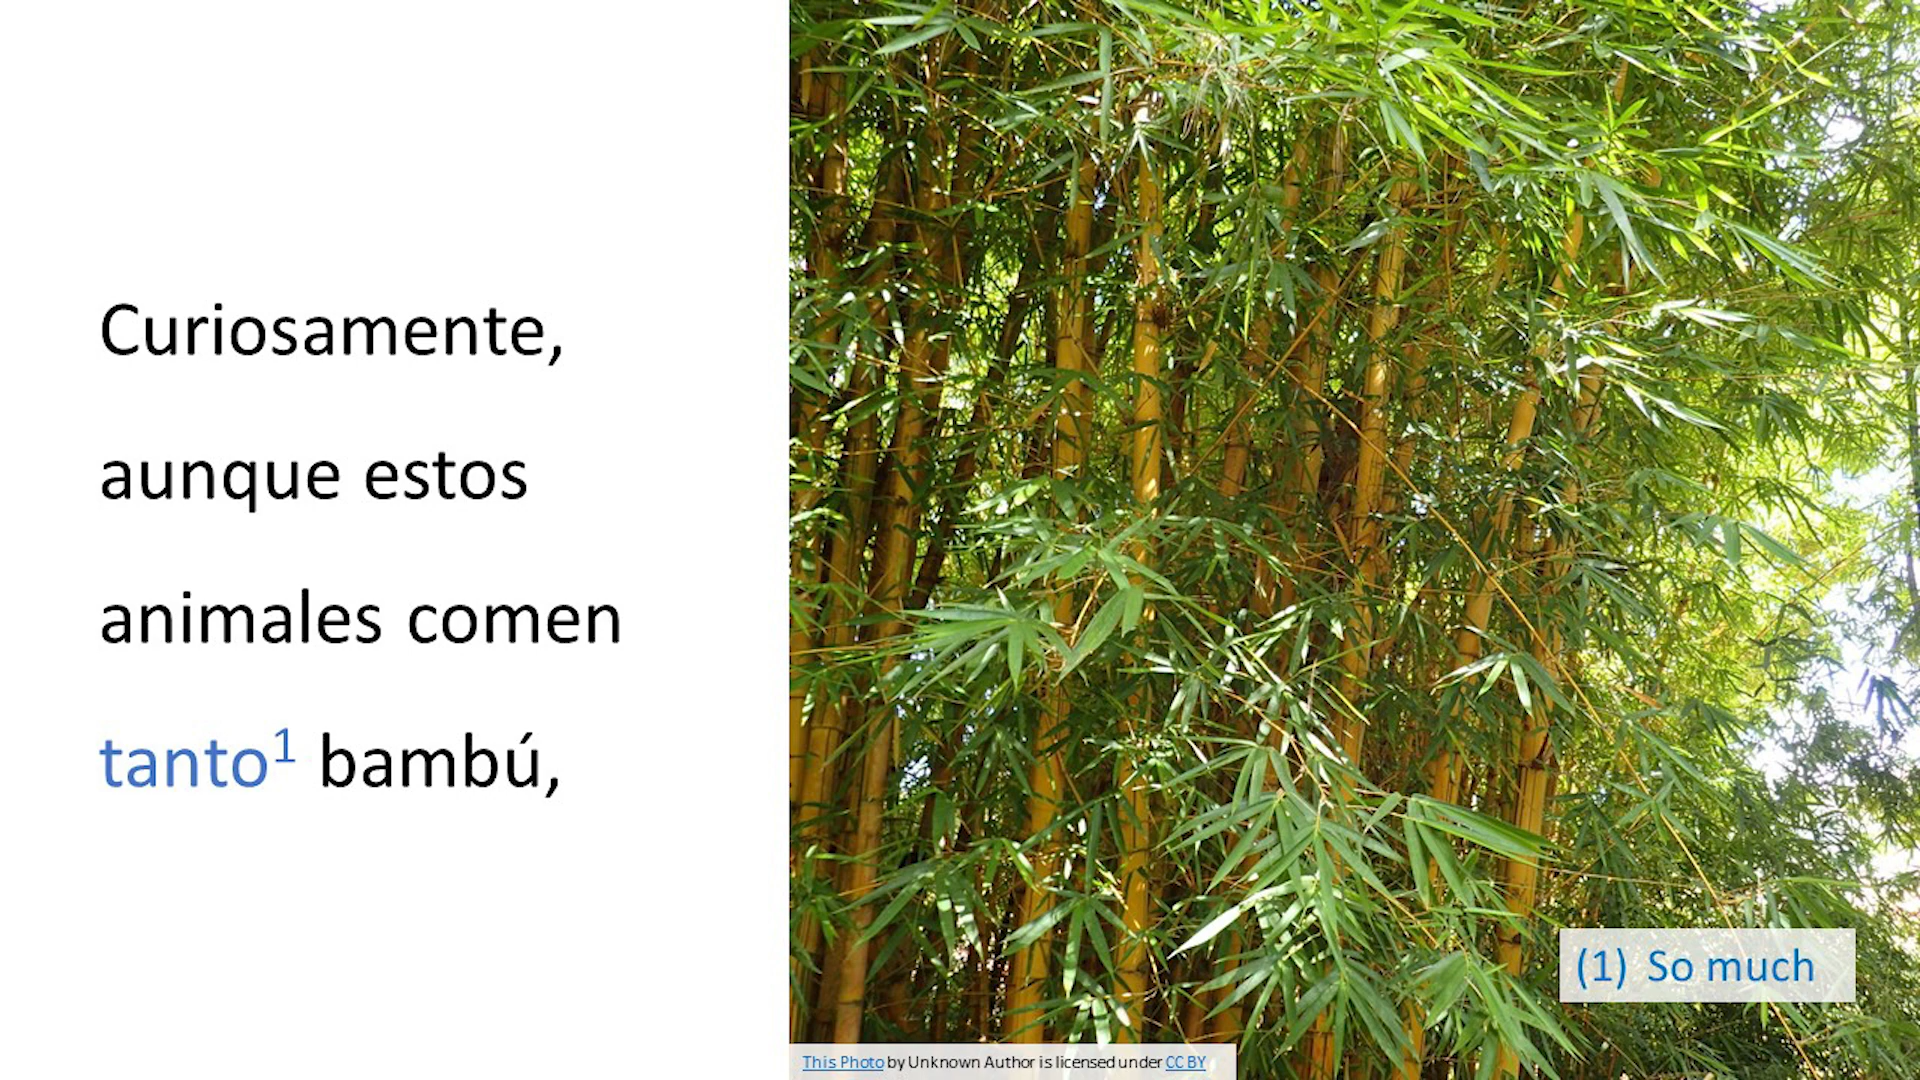 Curiosamente,
aunque estos
animales comen
tanto¹ bambú,
(1) So much
This Photo by Unknown Author is licensed under CC BY